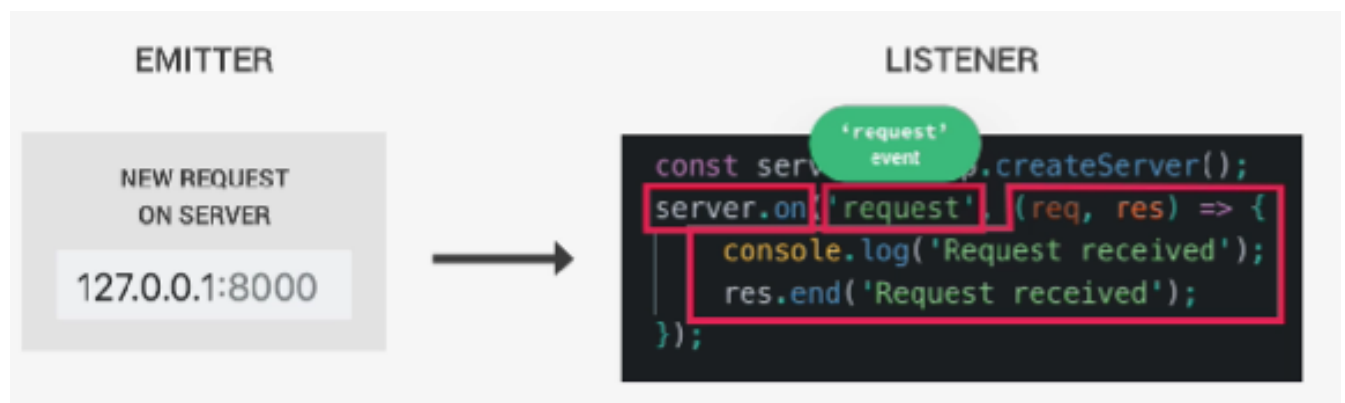 EMITTER
LISTENER
NEW REQUEST
ON SERVER
127.0.0.1:8000
'request'
event
const serv p.createServer();
server.on('request', (req, res) => {
console.log('Request received');
res.end('Request received');
});